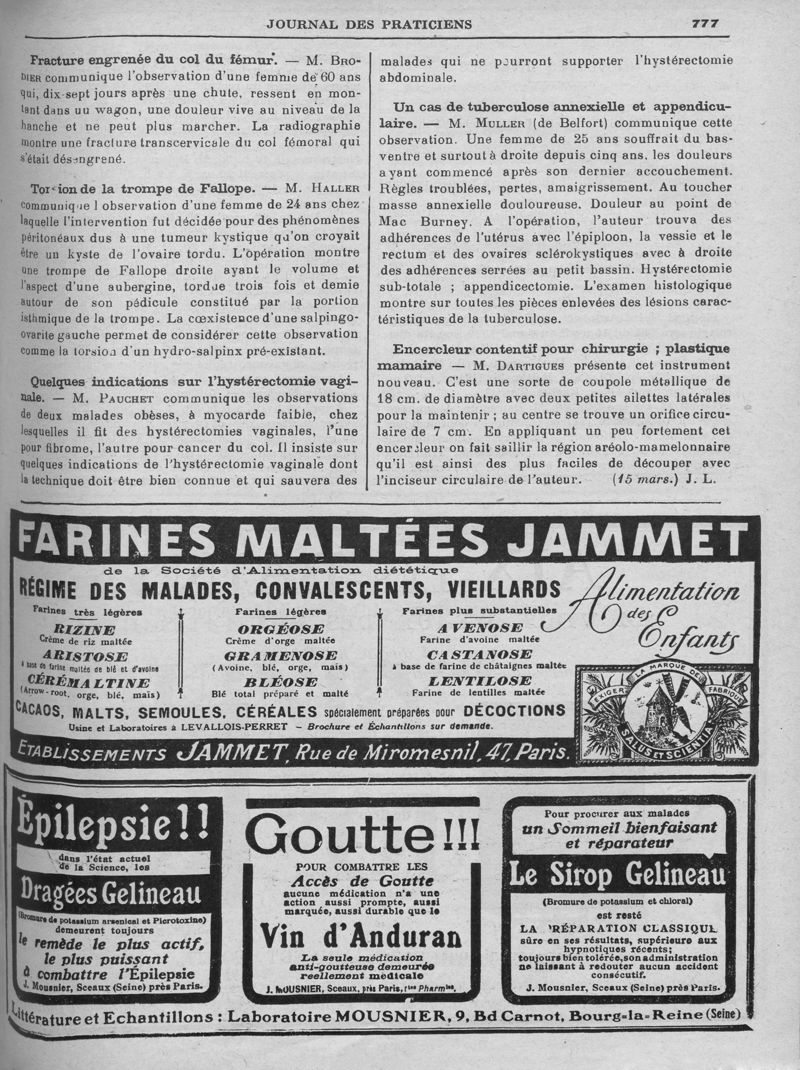 JOURNAL DES PRATICIENS
777
Fracture engrenée du col du fémur. — M. BRO-
DIER communique l'observation d'une femme de 60 ans
qui, dix-sept jours après une chute, ressent en mon-
tant dans un wagon, une douleur vive au niveau de la
hanche et ne peut plus marcher. La radiographie
montre une fracture transcervicale du col fémoral qui
s'était désengrené.
Torsion de la trompe de Fallope. — M. HALLER
communique l observation d'une femme de 24 ans chez
laquelle l'intervention fut décidée pour des phénomènes
péritonéaux dus à une tumeur kystique qu'on croyait
être un kyste de l'ovaire tordu. L'opération montre
une trompe de Fallope droite ayant le volume et
l'aspect d'une aubergine, tordue trois fois et demie
autour de son pédicule constitué par la portion
isthmique de la trompe. La coexistence d'une salpingo-
ovarite gauche permet de considérer cette observation
comme la torsion d'un hydro-salpinx pré-existant.
Quelques indications sur l'hystérectomie vagi-
nale. — M. PAUCHET communique les observations
de deux malades obèses, à myocarde faible, chez
lesquelles il fit des hystérectomies vaginales, l'une
pour fibrome, l'autre pour cancer du col. Il insiste sur
quelques indications de l'hystérectomie vaginale dont
la technique doit être bien connue et qui sauvera des
malades qui ne pourront supporter l'hystérectomie
abdominale.
Un cas de tuberculose annexielle et appendicu-
laire. — M. MULLER (de Belfort) communique cette
observation. Une femme de 25 ans souffrait du bas-
ventre et surtout à droite depuis cinq ans, les douleurs
ayant commencé après son dernier accouchement.
Règles troublées, pertes, amaigrissement. Au toucher
masse annexielle douloureuse. Douleur au point de
Mac Burney. A l'opération, l'auteur trouva des
adhérences de l'utérus avec l'épiploon, la vessie et le
rectum et des ovaires sclérokystiques avec à droite
des adhérences serrées au petit bassin. Hystérectomie
sub-totale ; appendicectomie. L'examen histologique
montre sur toutes les pièces enlevées des lésions carac-
téristiques de la tuberculose.
Encercleur contentif pour chirurgie ; plastique
mamaire — M. DARTIGUES présente cet instrument
nouveau. C'est une sorte de coupole métallique de
18 cm. de diamètre avec deux petites ailettes latérales
pour la maintenir ; au centre se trouve un orifice circu-
laire de 7 cm. En appliquant un peu fortement cet
encercleur on fait saillir la région aréolo-mamelonnaire
qu'il est ainsi des plus faciles de découper avec
l'inciseur circulaire de l'auteur. (15 mars.) J. L.
FARINES MALTÉES JAMMET
de la Société d'Alimentation diététique
RÉGIME DES MALADES, CONVALESCENTS, VIEILLARDS
Alimentation
des
Enfants
Farines très légères
RIZINE
Crème de riz maltée
ARISTOSE
à base de farine maltée de blé et d'avoine
CÉRÉMALTINE
(Arrow-root, orge, blé, maïs)
Farines légères
ORGÉOSE
Crème d'orge maltée
GRAMENOSE
(Avoine, blé, orge, maïs)
BLÉOSE
Blé total préparé et malté
Farines plus substantielles
AVENOSE
Farine d'avoine maltée
CASTANOSE
à base de farine de châtaignes maltée
LENTILOSE
Farine de lentilles maltée
CACAOS, MALTS, SEMOULES, CÉRÉALES spécialement préparées pour DÉCOCTIONS
Usine et Laboratoires à LEVALLOIS-PERRET – Brochure et Échantillons sur demande.
ÉTABLISSEMENTS JAMMET, Rue de Miromesnil, 47, Paris.
EXIGER LA MARQUE DE FABRIQUE
SALUS ET SCIENTIA
Épilepsie!!
dans l'état actuel
de la Science, les
Dragées Gelineau
(Bromure de potassium arsenical et Picrotoxine)
demeurent toujours
le remède le plus actif,
le plus puissant
à combattre l'Épilepsie
J. Mousnier, Sceaux (Seine) près Paris.
Goutte!!!
POUR COMBATTRE LES
Accès de Goutte
aucune médication n'a une
action aussi prompte, aussi
marquée, aussi durable que le
Vin d'Anduran
La seule médication
anti-goutteuse demeurée
réellement médicale
J. MOUSNIER, Sceaux, près Paris, ttes Pharmies.
Pour procurer aux malades
un Sommeil bienfaisant
et réparateur
Le Sirop Gelineau
(Bromure de potassium et chloral)
est resté
LA PRÉPARATION CLASSIQUE
sûre en ses résultats, supérieure aux
hypnotiques récents;
toujours bien tolérée, son administration
ne laissant à redouter aucun accident
consécutif.
J. Mousnier, Sceaux (Seine) près Paris.
Littérature et Echantillons : Laboratoire MOUSNIER, 9, Bd Carnot, Bourg-la-Reine (Seine)